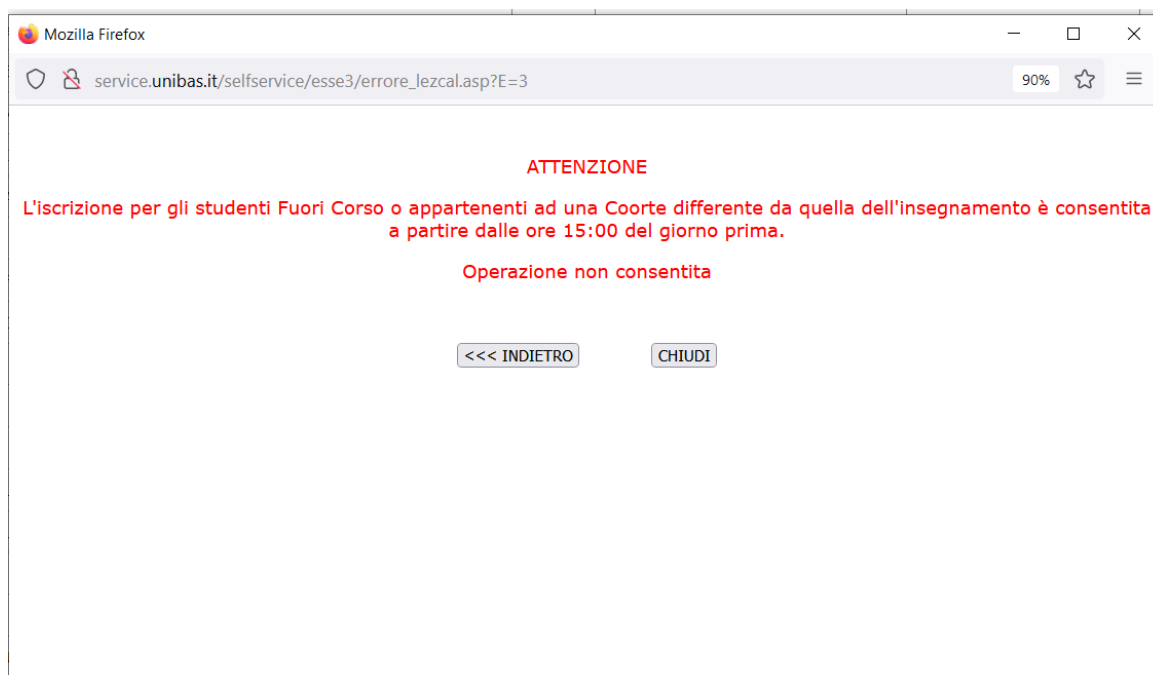 Mozilla Firefox
service.unibas.it/selfservice/esse3/errore_lezcal.asp?E=3
90%
ATTENZIONE
L'iscrizione per gli studenti Fuori Corso o appartenenti ad una Coorte differente da quella dell'insegnamento è consentita
a partire dalle ore 15:00 del giorno prima.
Operazione non consentita
<<< INDIETRO
CHIUDI